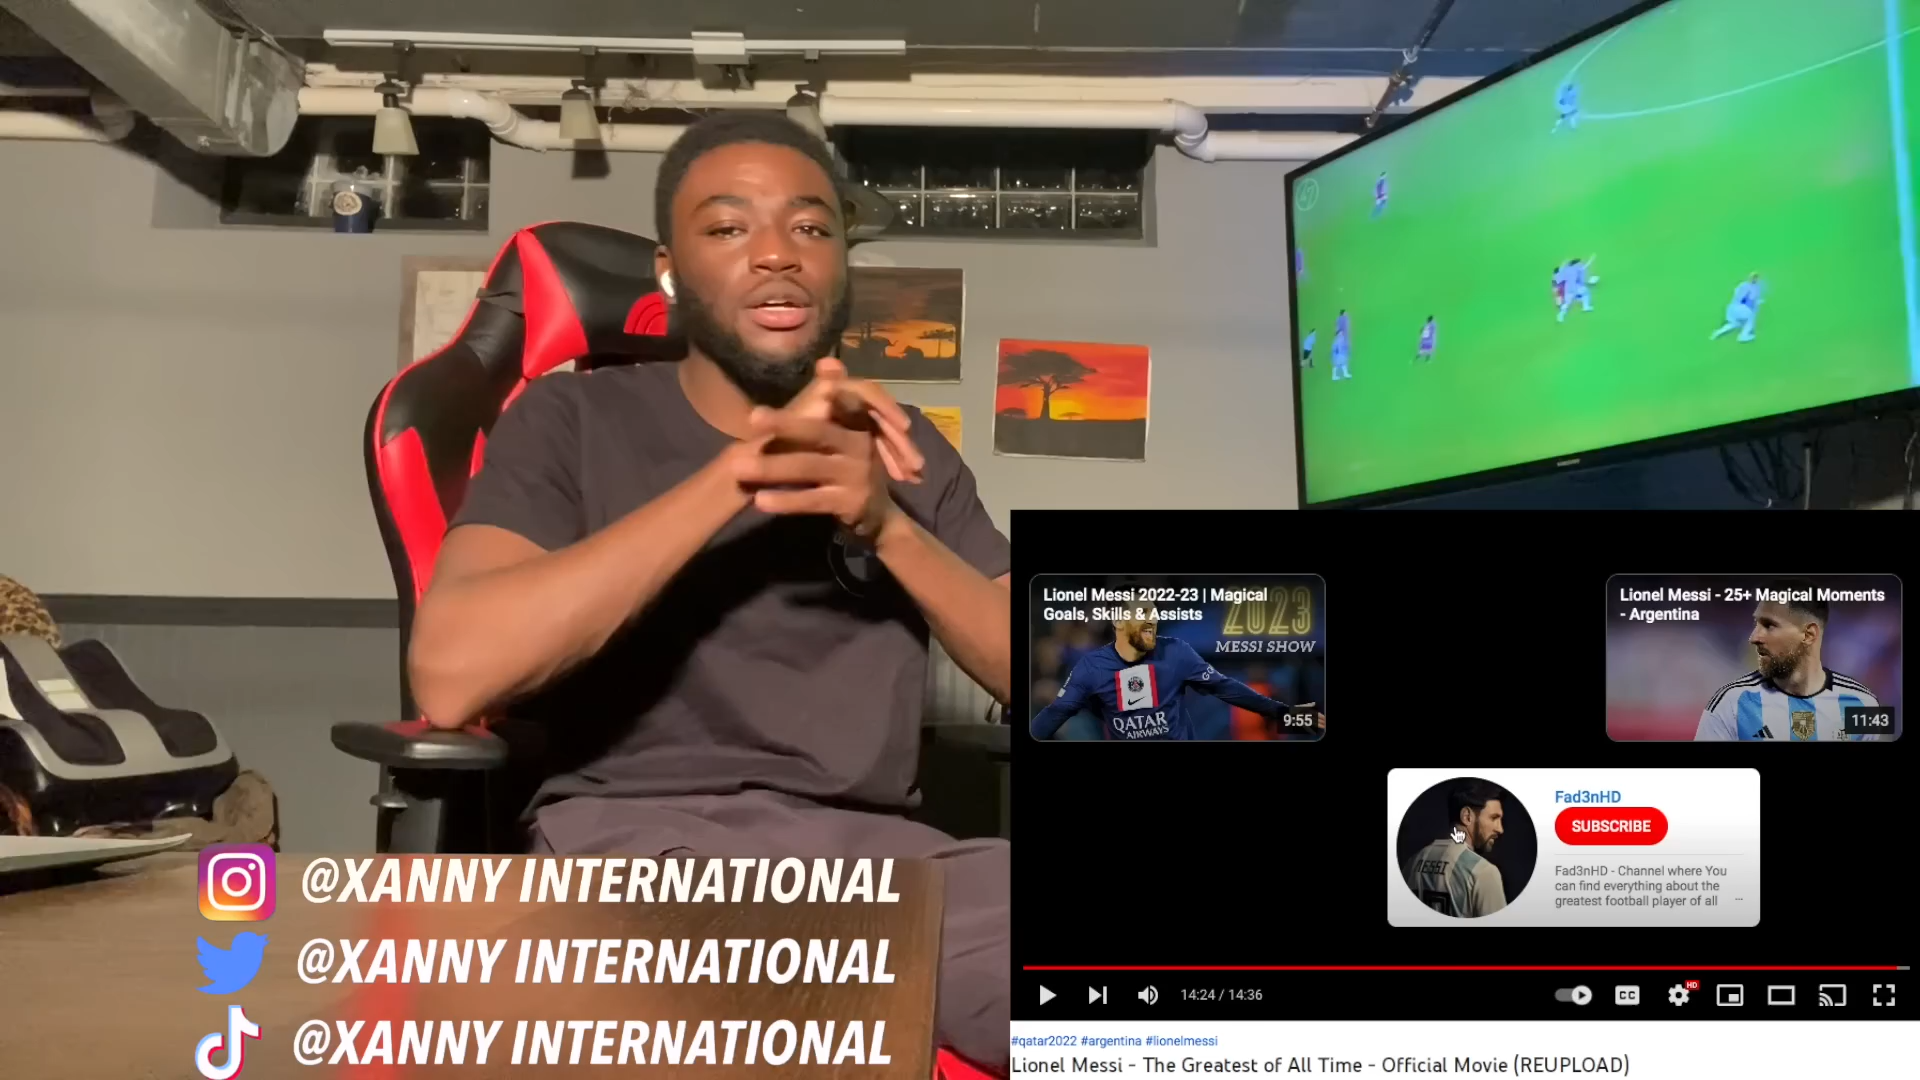 @XANNY INTERNATIONAL
@XANNY INTERNATIONAL
@XANNY INTERNATIONAL
Lionel Messi 2022-23 | Magical
Goals, Skills & Assists
2023
MESSI SHOW
QATAR
AIRWAYS
9:55
Lionel Messi - 25+ Magical Moments
- Argentina
11:43
MESSI
Fad3nHD
SUBSCRIBE
Fad3nHD - Channel where You
can find everything about the
greatest football player of all
...
14:24 / 14:36
CC
HD
#qatar2022 #argentina #lionelmessi
Lionel Messi - The Greatest of All Time - Official Movie (REUPLOAD)